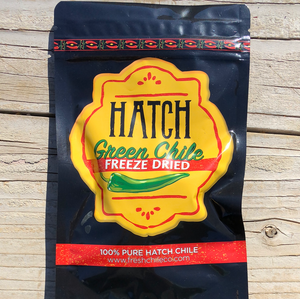 HATCH
Green Chile
FREEZE DRIED
100% PURE HATCH CHILE
www.freshchileco.com